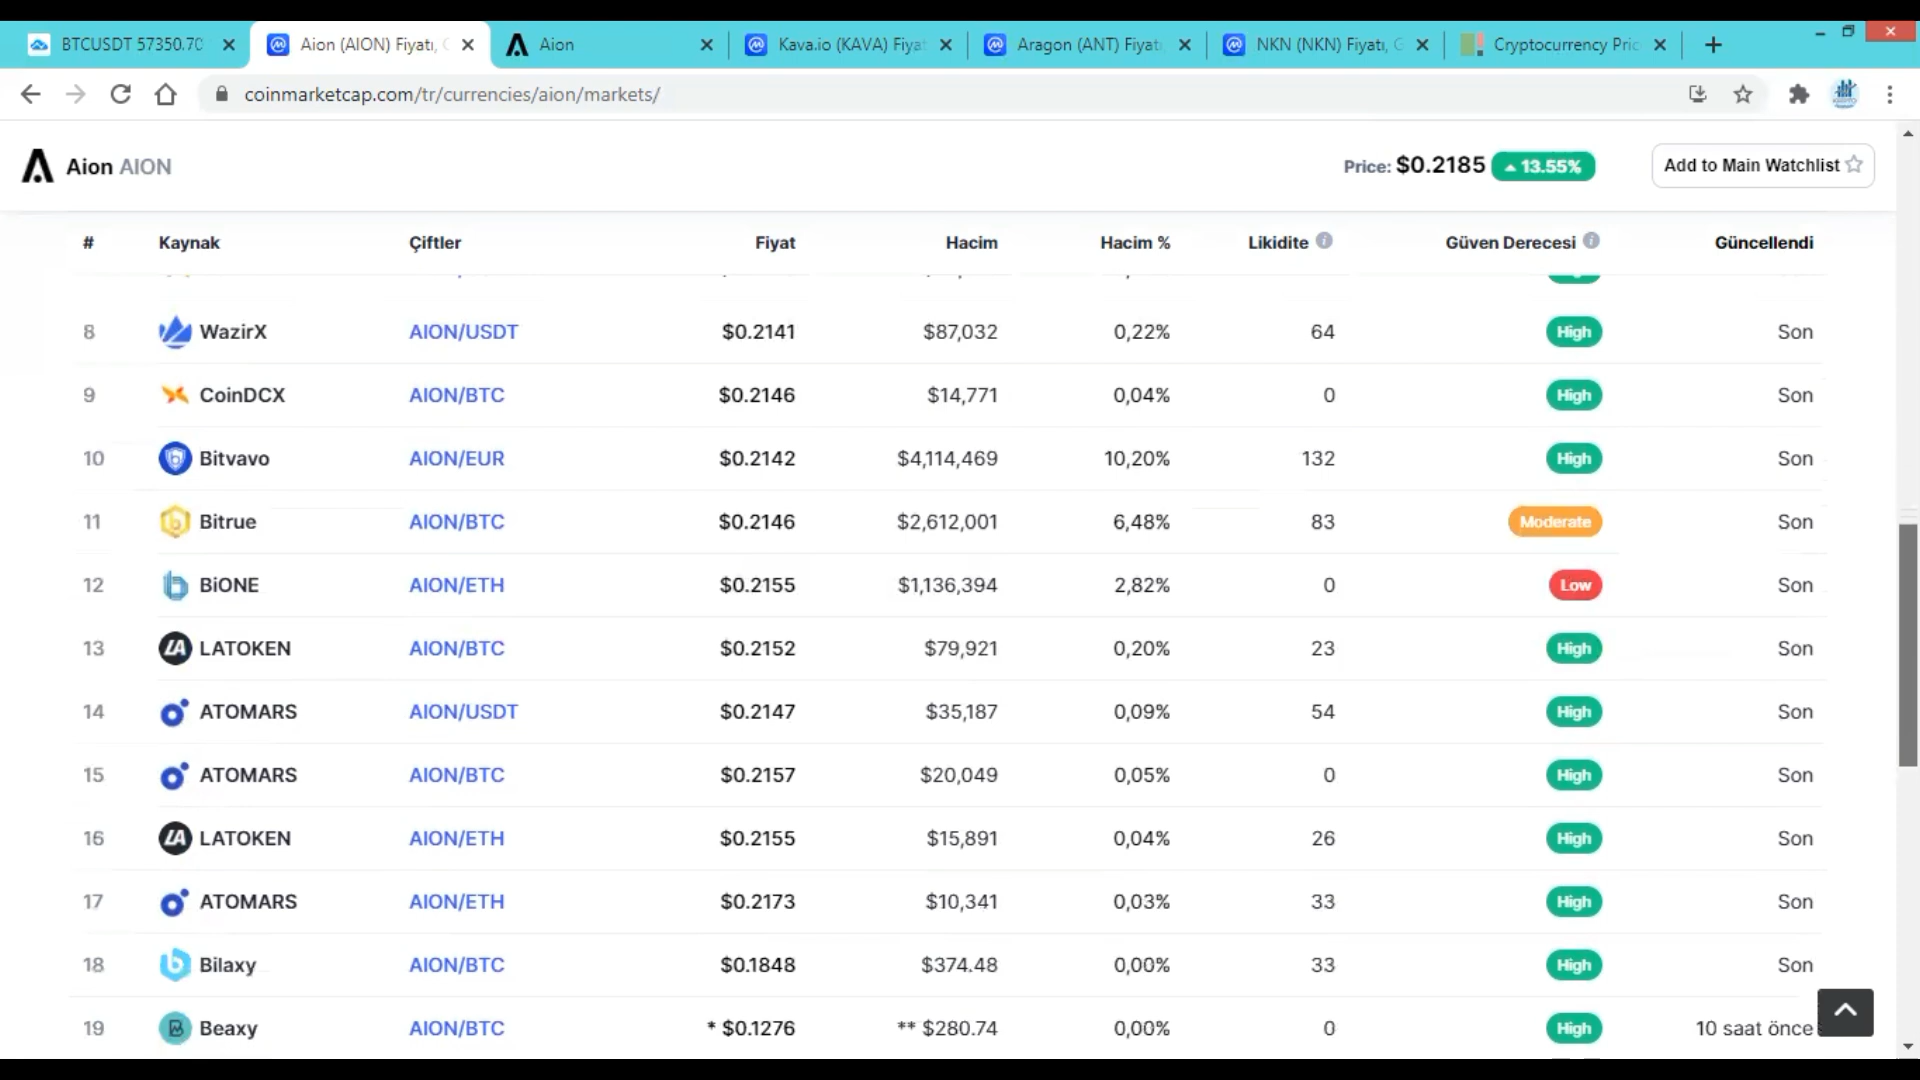 BTCUSDT 57350.70
Aion (AION) Fiyatı,
Aion
Kava.io (KAVA) Fiyat
Aragon (ANT) Fiyatı
NKN (NKN) Fiyatı, G
Cryptocurrency Pric
coinmarketcap.com/tr/currencies/aion/markets/
Aion AION
Price: $0.2185 13.55%
Add to Main Watchlist
# Kaynak Çiftler Fiyat Hacim Hacim % Likidite Güven Derecesi Güncellendi
8 WazirX AION/USDT $0.2141 $87,032 0,22% 64 High Son
9 CoinDCX AION/BTC $0.2146 $14,771 0,04% 0 High Son
10 Bitvavo AION/EUR $0.2142 $4,114,469 10,20% 132 High Son
11 Bitrue AION/BTC $0.2146 $2,612,001 6,48% 83 Moderate Son
12 BiONE AION/ETH $0.2155 $1,136,394 2,82% 0 Low Son
13 LATOKEN AION/BTC $0.2152 $79,921 0,20% 23 High Son
14 ATOMARS AION/USDT $0.2147 $35,187 0,09% 54 High Son
15 ATOMARS AION/BTC $0.2157 $20,049 0,05% 0 High Son
16 LATOKEN AION/ETH $0.2155 $15,891 0,04% 26 High Son
17 ATOMARS AION/ETH $0.2173 $10,341 0,03% 33 High Son
18 Bilaxy AION/BTC $0.1848 $374.48 0,00% 33 High Son
19 Beaxy AION/BTC * $0.1276 ** $280.74 0,00% 0 High 10 saat önce